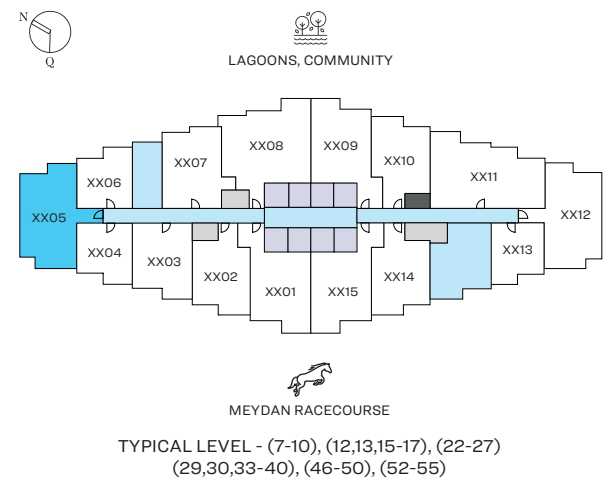 N
Q
LAGOONS, COMMUNITY
XX08 XX09
XX07 XX10
XX06 XX11
XX05 XX12
XX04 XX03 XX13
XX02 XX14
XX01 XX15
MEYDAN RACECOURSE
TYPICAL LEVEL - (7-10), (12,13,15-17), (22-27)
(29,30,33-40), (46-50), (52-55)